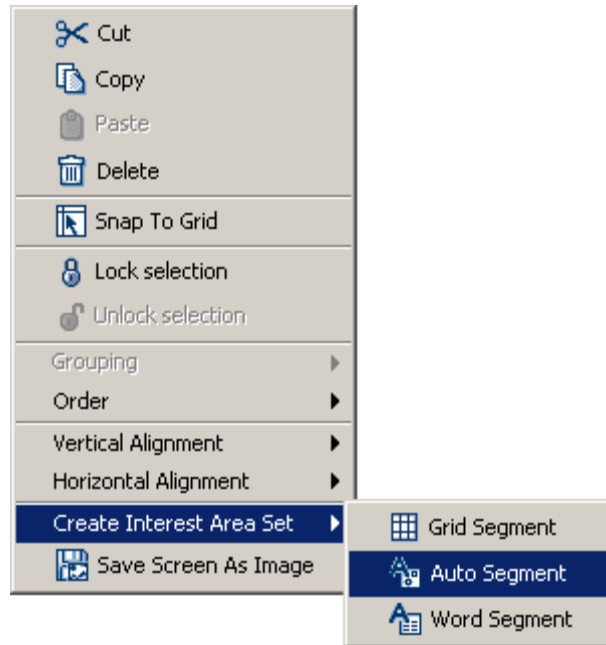 Cut
Copy
Paste
Delete
Snap To Grid
Lock selection
Unlock selection
Grouping
Order
Vertical Alignment
Horizontal Alignment
Create Interest Area Set
Save Screen As Image
Grid Segment
Auto Segment
Word Segment